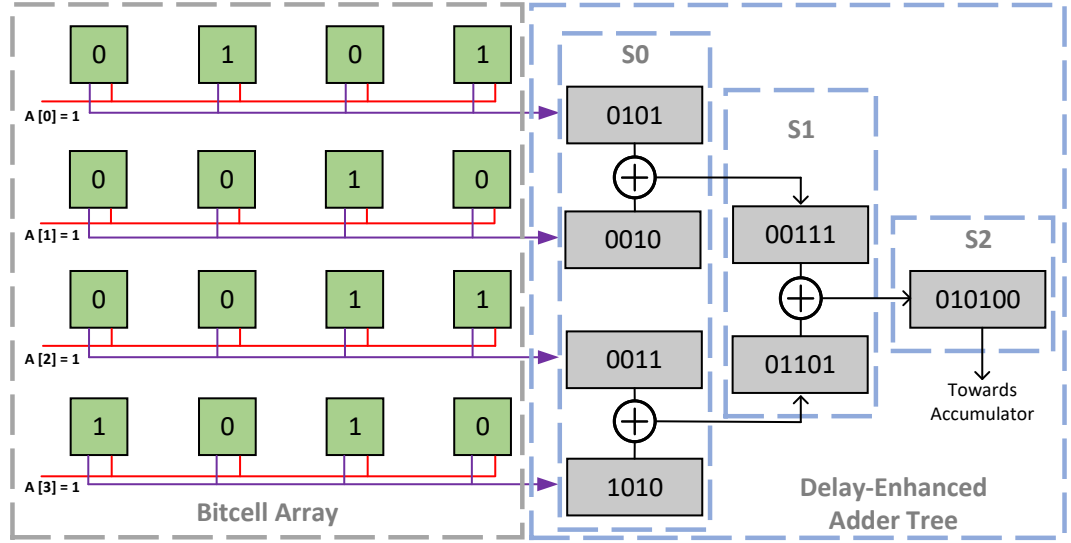 0 1 0 1
A [0] = 1
0 0 1 0
A [1] = 1
0 0 1 1
A [2] = 1
1 0 1 0
A [3] = 1
Bitcell Array
S0
0101
0010
0011
1010
S1
00111
01101
S2
010100
Towards
Accumulator
Delay-Enhanced
Adder Tree